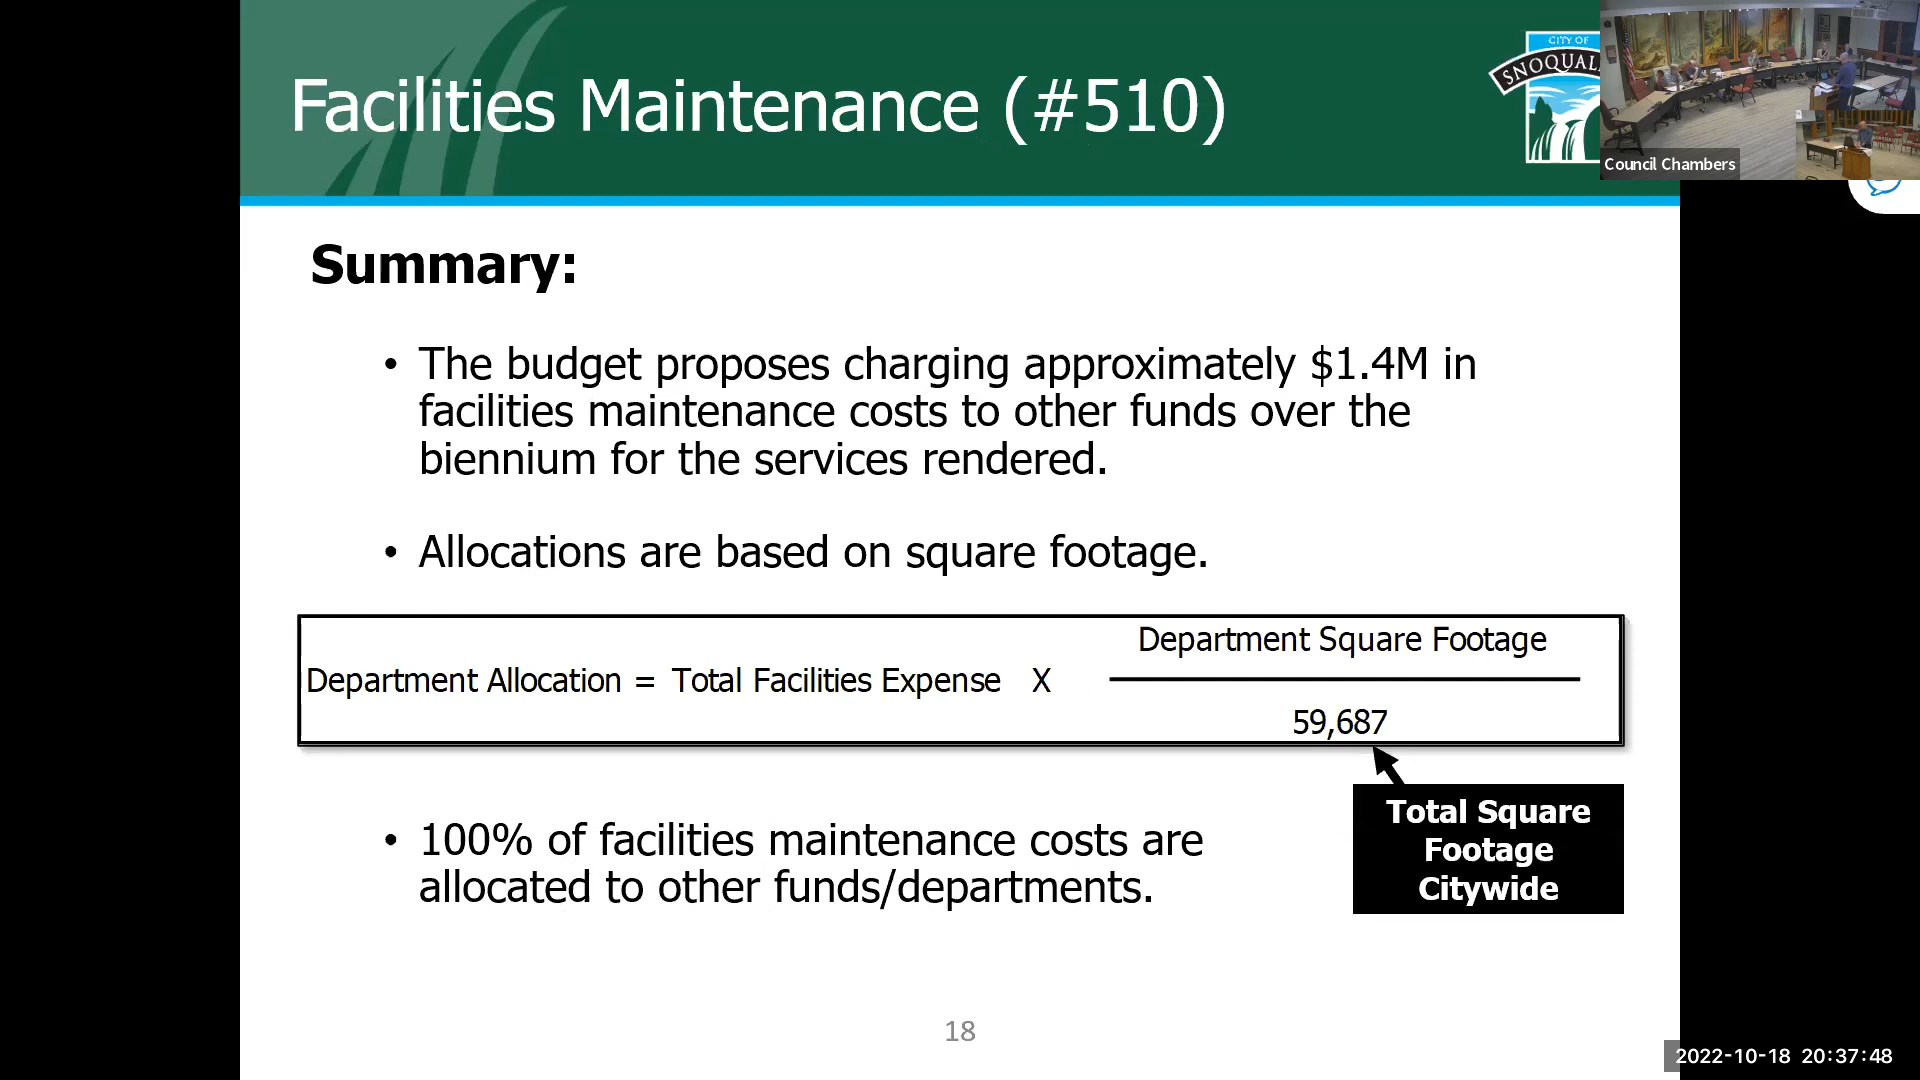 Facilities Maintenance (#510)
CITY OF
Council Chambers
Summary:
• The budget proposes charging approximately $1.4M in
facilities maintenance costs to other funds over the
biennium for the services rendered.
• Allocations are based on square footage.
Department Square Footage
Department Allocation = Total Facilities Expense X
59,687
Total Square
Footage
Citywide
• 100% of facilities maintenance costs are
allocated to other funds/departments.
18
2022-10-18 20:37:48